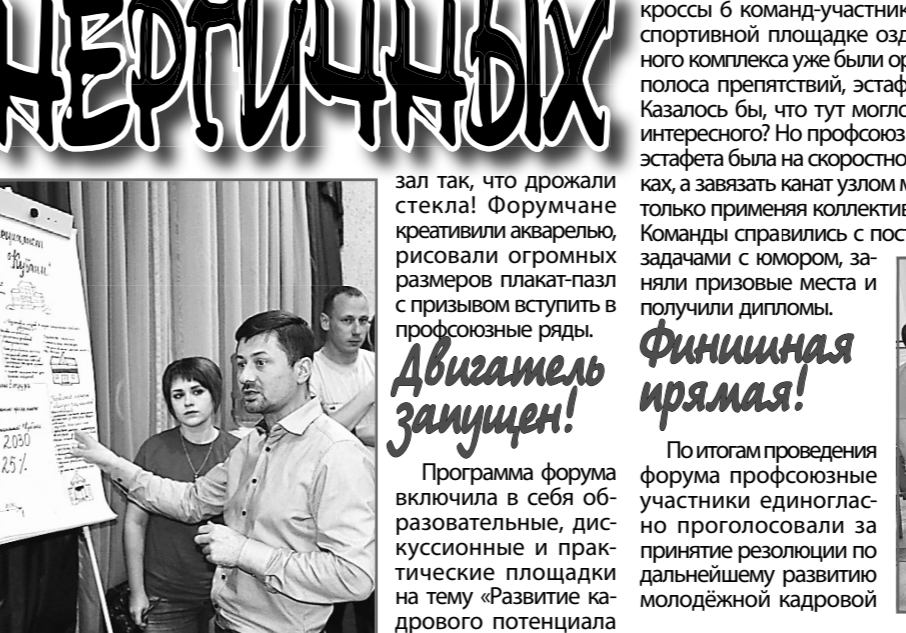 НЕРГИЧНЫХ
зал так, что дрожали
стекла! Форумчане
креативили акварелью,
рисовали огромных
размеров плакат-пазл
с призывом вступить в
профсоюзные ряды.
Двигатель
запущен!
Программа форума
включила в себя об-
разовательные, дис-
куссионные и прак-
тические площадки
на тему «Развитие ка-
дрового потенциала
кроссы 6 команд-участник
спортивной площадке озд
ного комплекса уже были ор
полоса препятствий, эстаф
Казалось бы, что тут могло
интересного? Но профсоюз
эстафета была на скоростно
ках, а завязать канат узлом м
только применяя коллектив
Команды справились с пост
задачами с юмором, за-
няли призовые места и
получили дипломы.
Финишная
прямая!
По итогам проведения
форума профсоюзные
участники единоглас-
но проголосовали за
принятие резолюции по
дальнейшему развитию
молодёжной кадровой
2030
25%